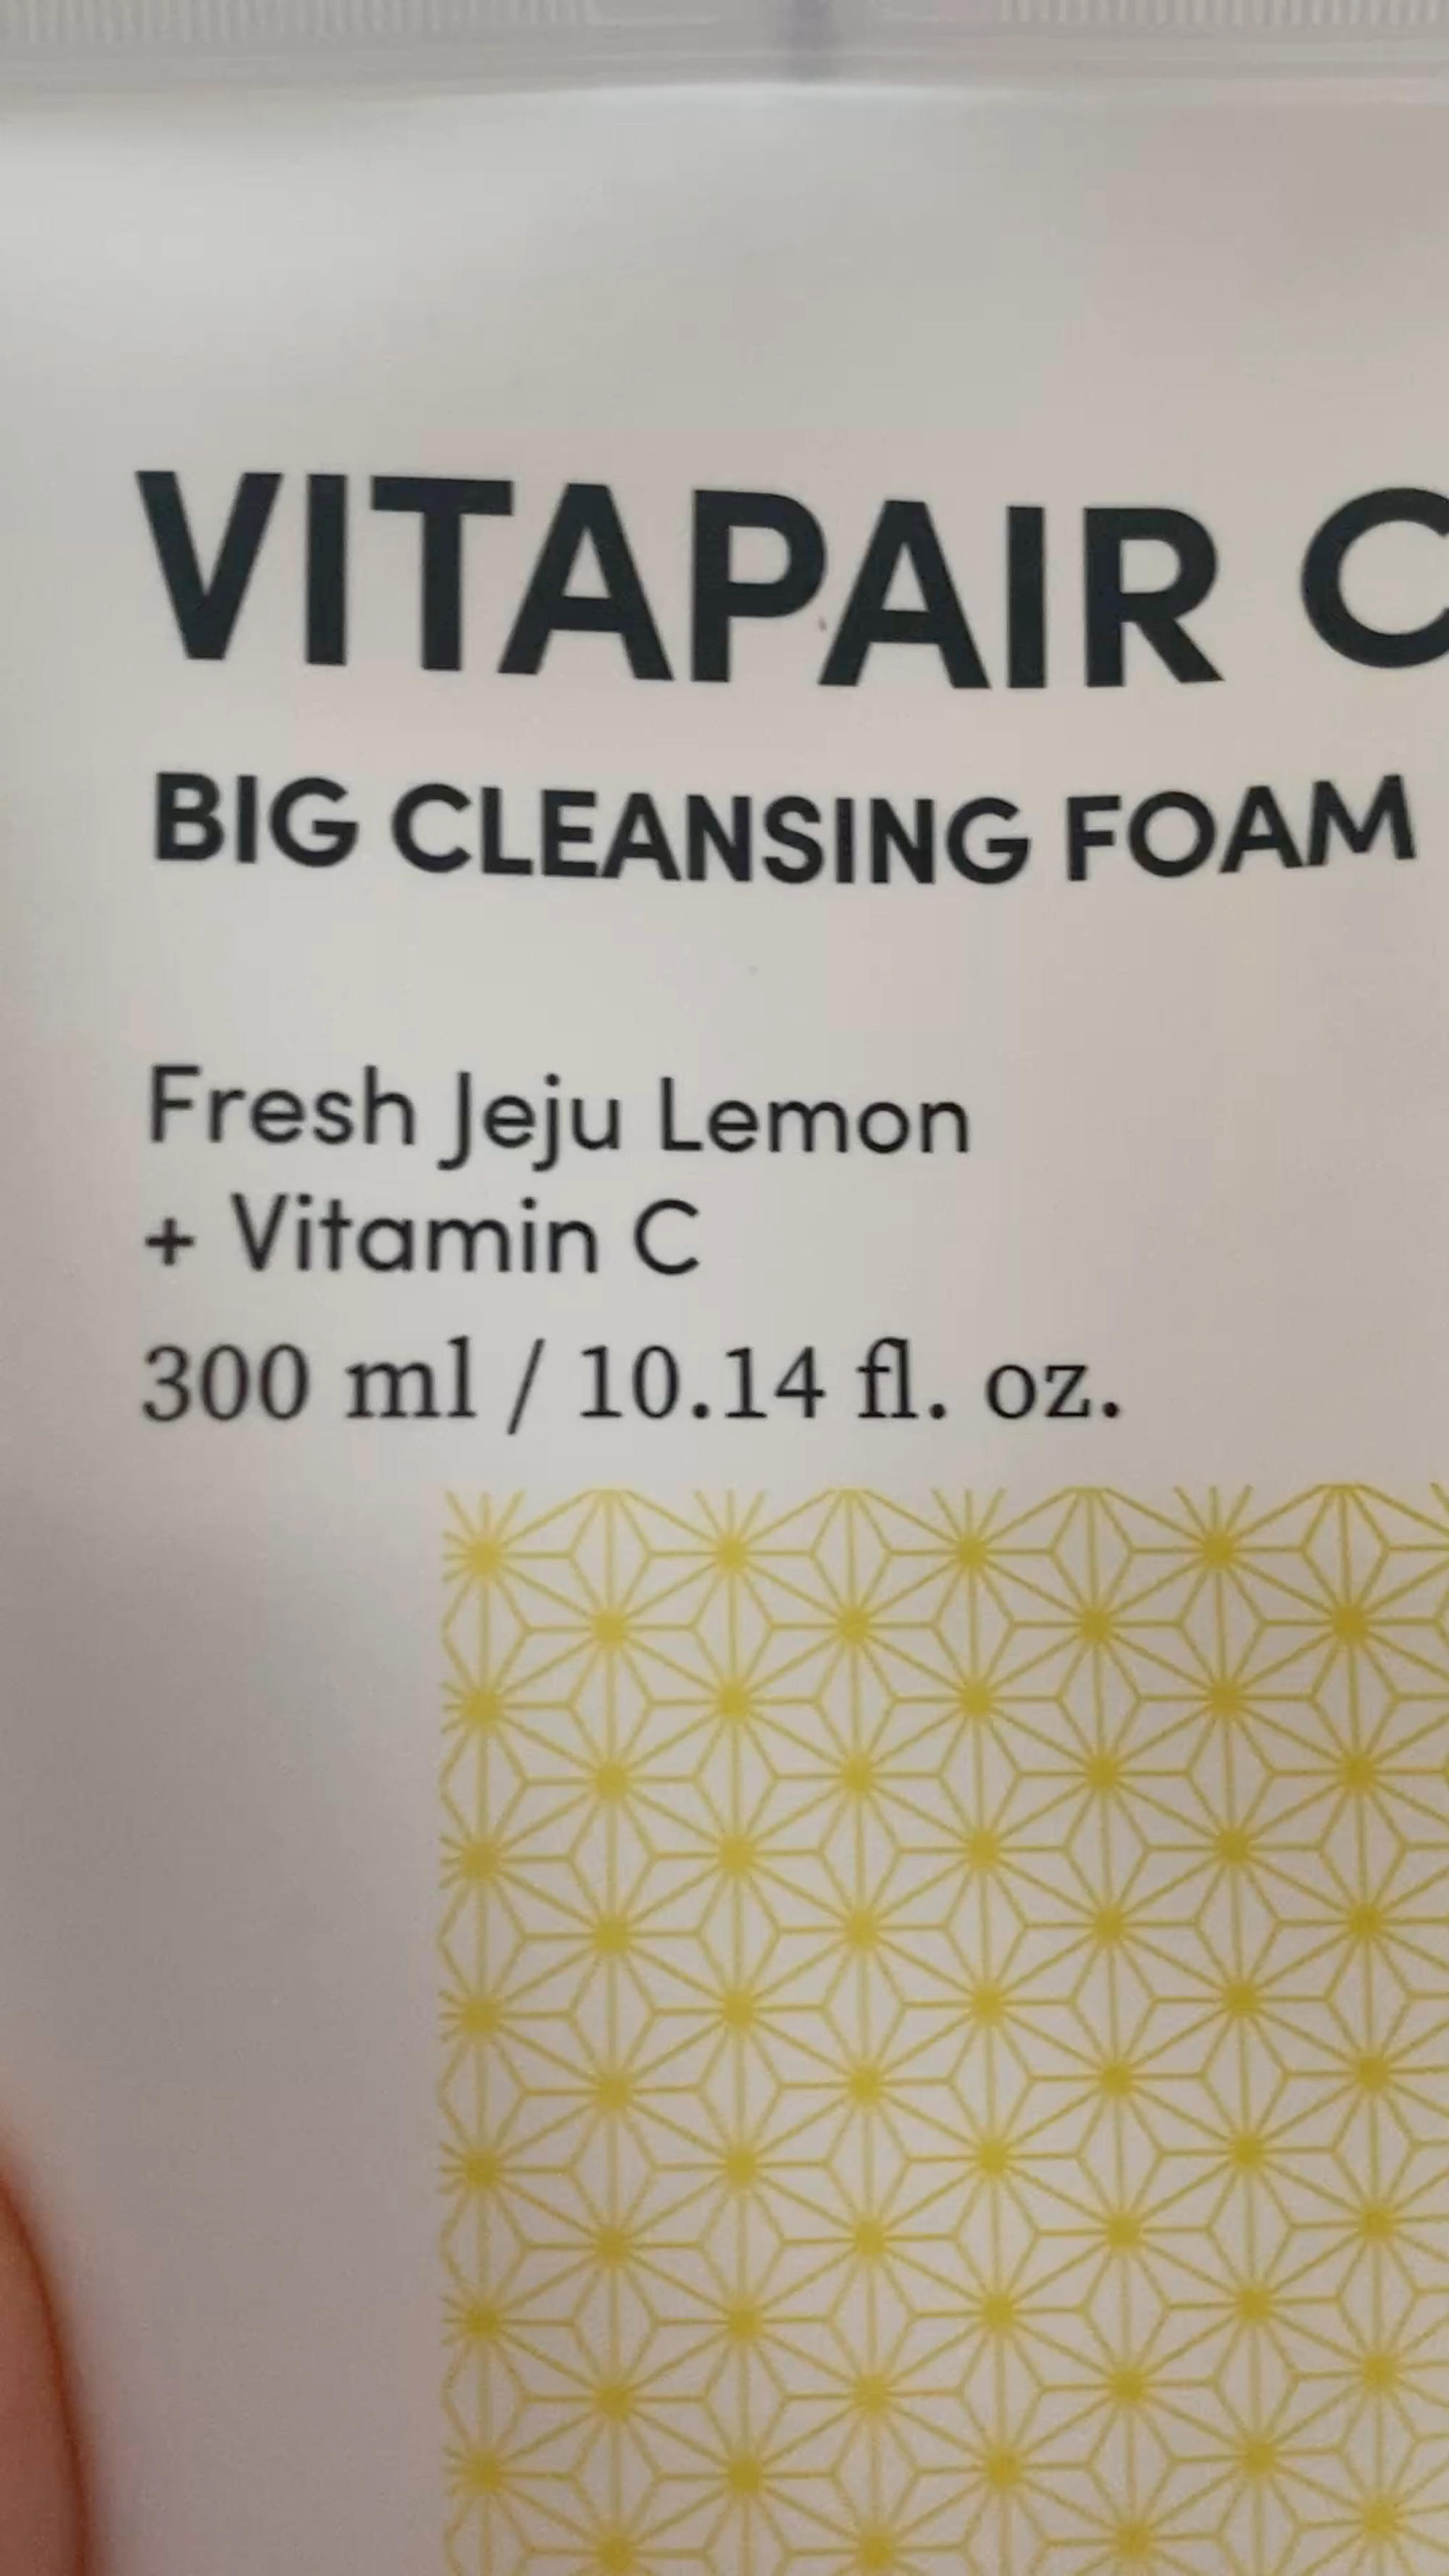 VITAPAIR C
BIG CLEANSING FOAM
Fresh Jeju Lemon
+ Vitamin C
300 ml / 10.14 fl. oz.